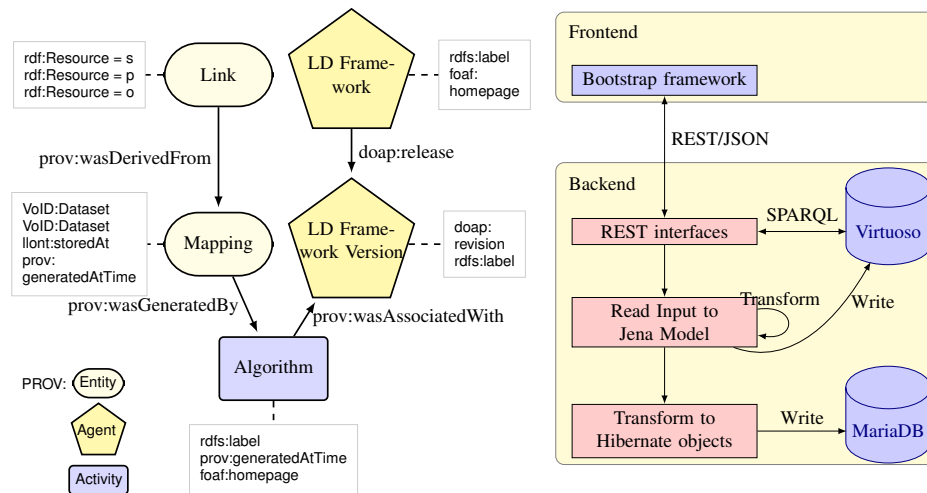 rdf:Resource = s
rdf:Resource = p
rdf:Resource = o
Link
LD Frame-
work
rdfs:label
foaf:
homepage
prov:wasDerivedFrom
doap:release
VoID:Dataset
VoID:Dataset
llont:storedAt
prov:
generatedAtTime
Mapping
LD Frame-
work Version
doap:
revision
rdfs:label
prov:wasGeneratedBy
prov:wasAssociatedWith
Algorithm
rdfs:label
prov:generatedAtTime
foaf:homepage
PROV:
Entity
Agent
Activity
Frontend
Bootstrap framework
REST/JSON
Backend
REST interfaces
SPARQL
Virtuoso
Read Input to
Jena Model
Transform
Write
Transform to
Hibernate objects
Write
MariaDB